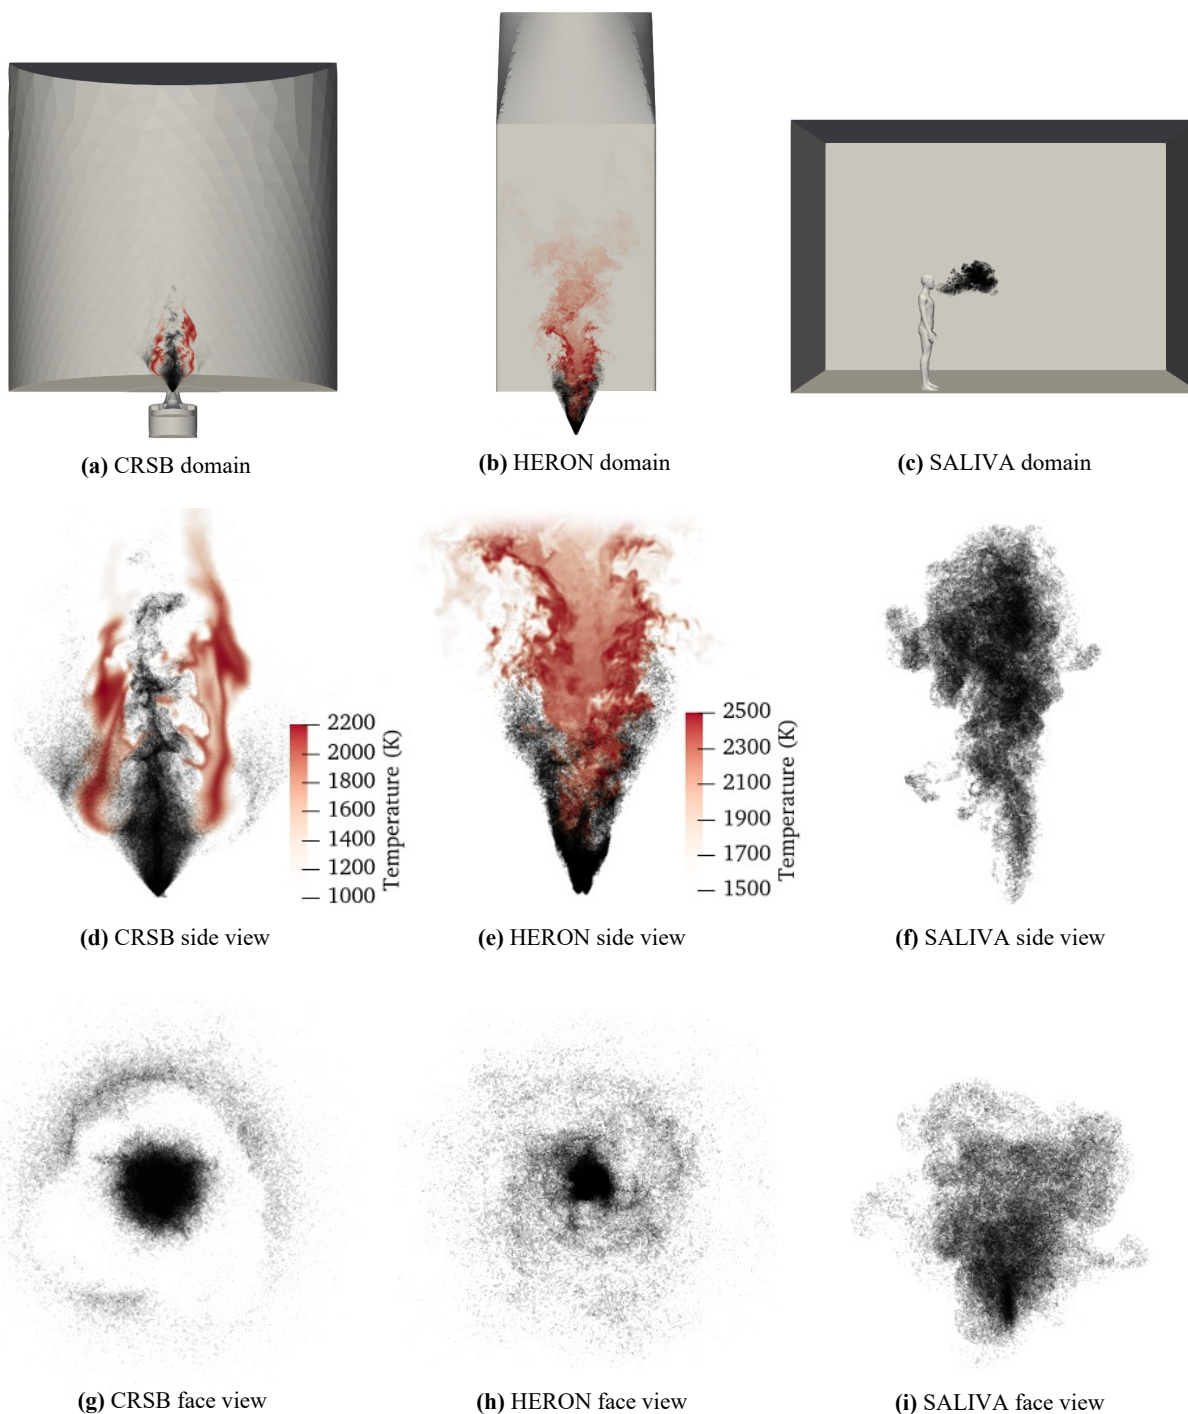 (a) CRSB domain
(b) HERON domain
(c) SALIVA domain
2200
2000
1800
1600
1400
1200
1000
Temperature (K)
2500
2300
2100
1900
1700
1500
Temperature (K)
(d) CRSB side view
(e) HERON side view
(f) SALIVA side view
(g) CRSB face view
(h) HERON face view
(i) SALIVA face view